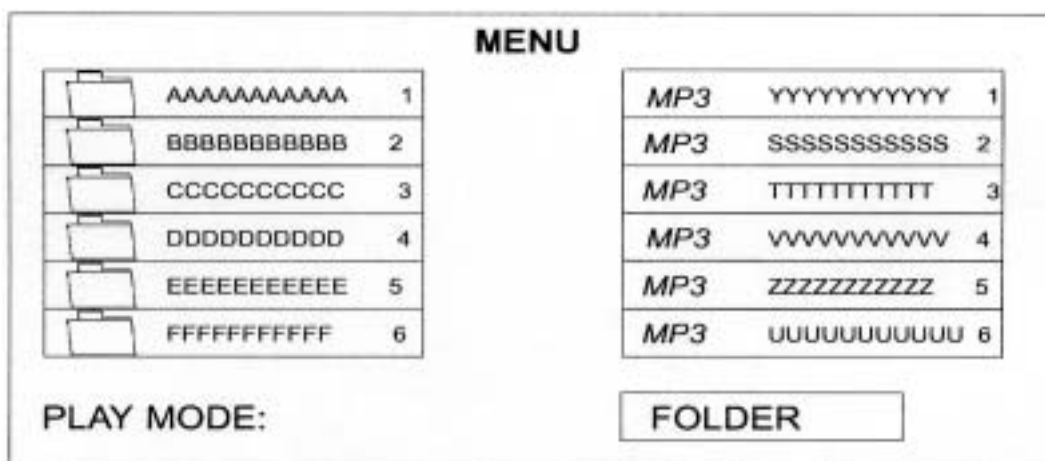 MENU
AAAAAAAAAAA 1
BBBBBBBBBBB 2
CCCCCCCCCC 3
DDDDDDDDDD 4
EEEEEEEEEEE 5
FFFFFFFFFFF 6
MP3 YYYYYYYYYYY 1
MP3 SSSSSSSSSSS 2
MP3 TTTTTTTTTTT 3
MP3 VVVVVVVVVVV 4
MP3 ZZZZZZZZZZZ 5
MP3 UUUUUUUUUUU 6
PLAY MODE: FOLDER